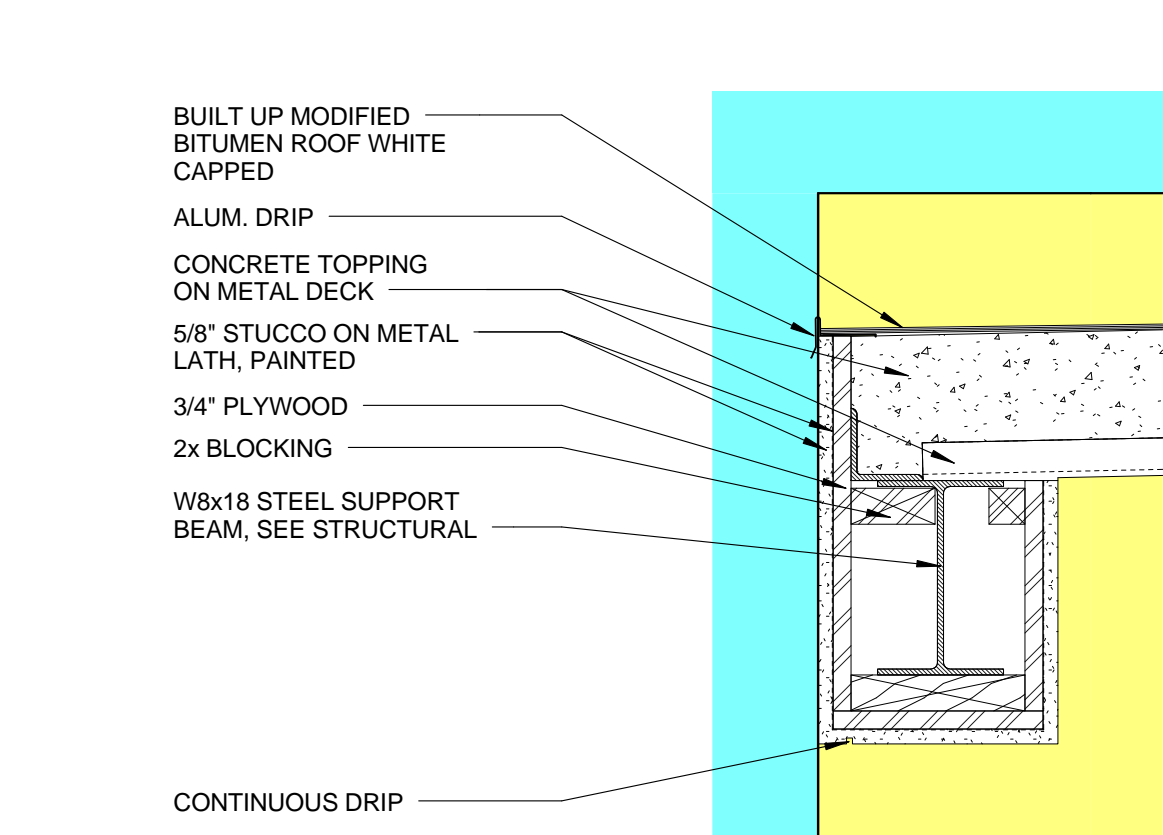 BUILT UP MODIFIED
BITUMEN ROOF WHITE
CAPPED
ALUM. DRIP
CONCRETE TOPPING
ON METAL DECK
5/8" STUCCO ON METAL
LATH, PAINTED
3/4" PLYWOOD
2x BLOCKING
W8x18 STEEL SUPPORT
BEAM, SEE STRUCTURAL
CONTINUOUS DRIP